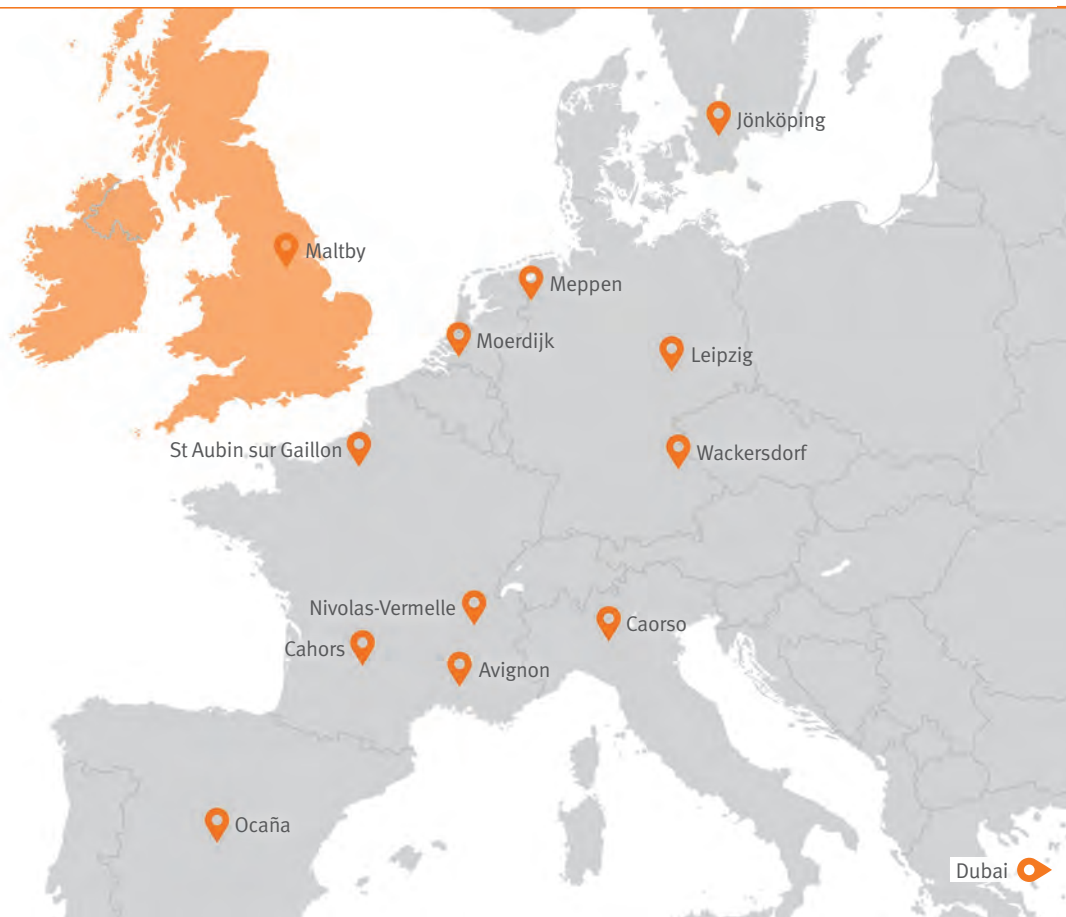 Jönköping
Maltby
Meppen
Moerdijk
Leipzig
St Aubin sur Gaillon
Wackersdorf
Nivolas-Vermelle
Caorso
Cahors
Avignon
Ocaña
Dubai